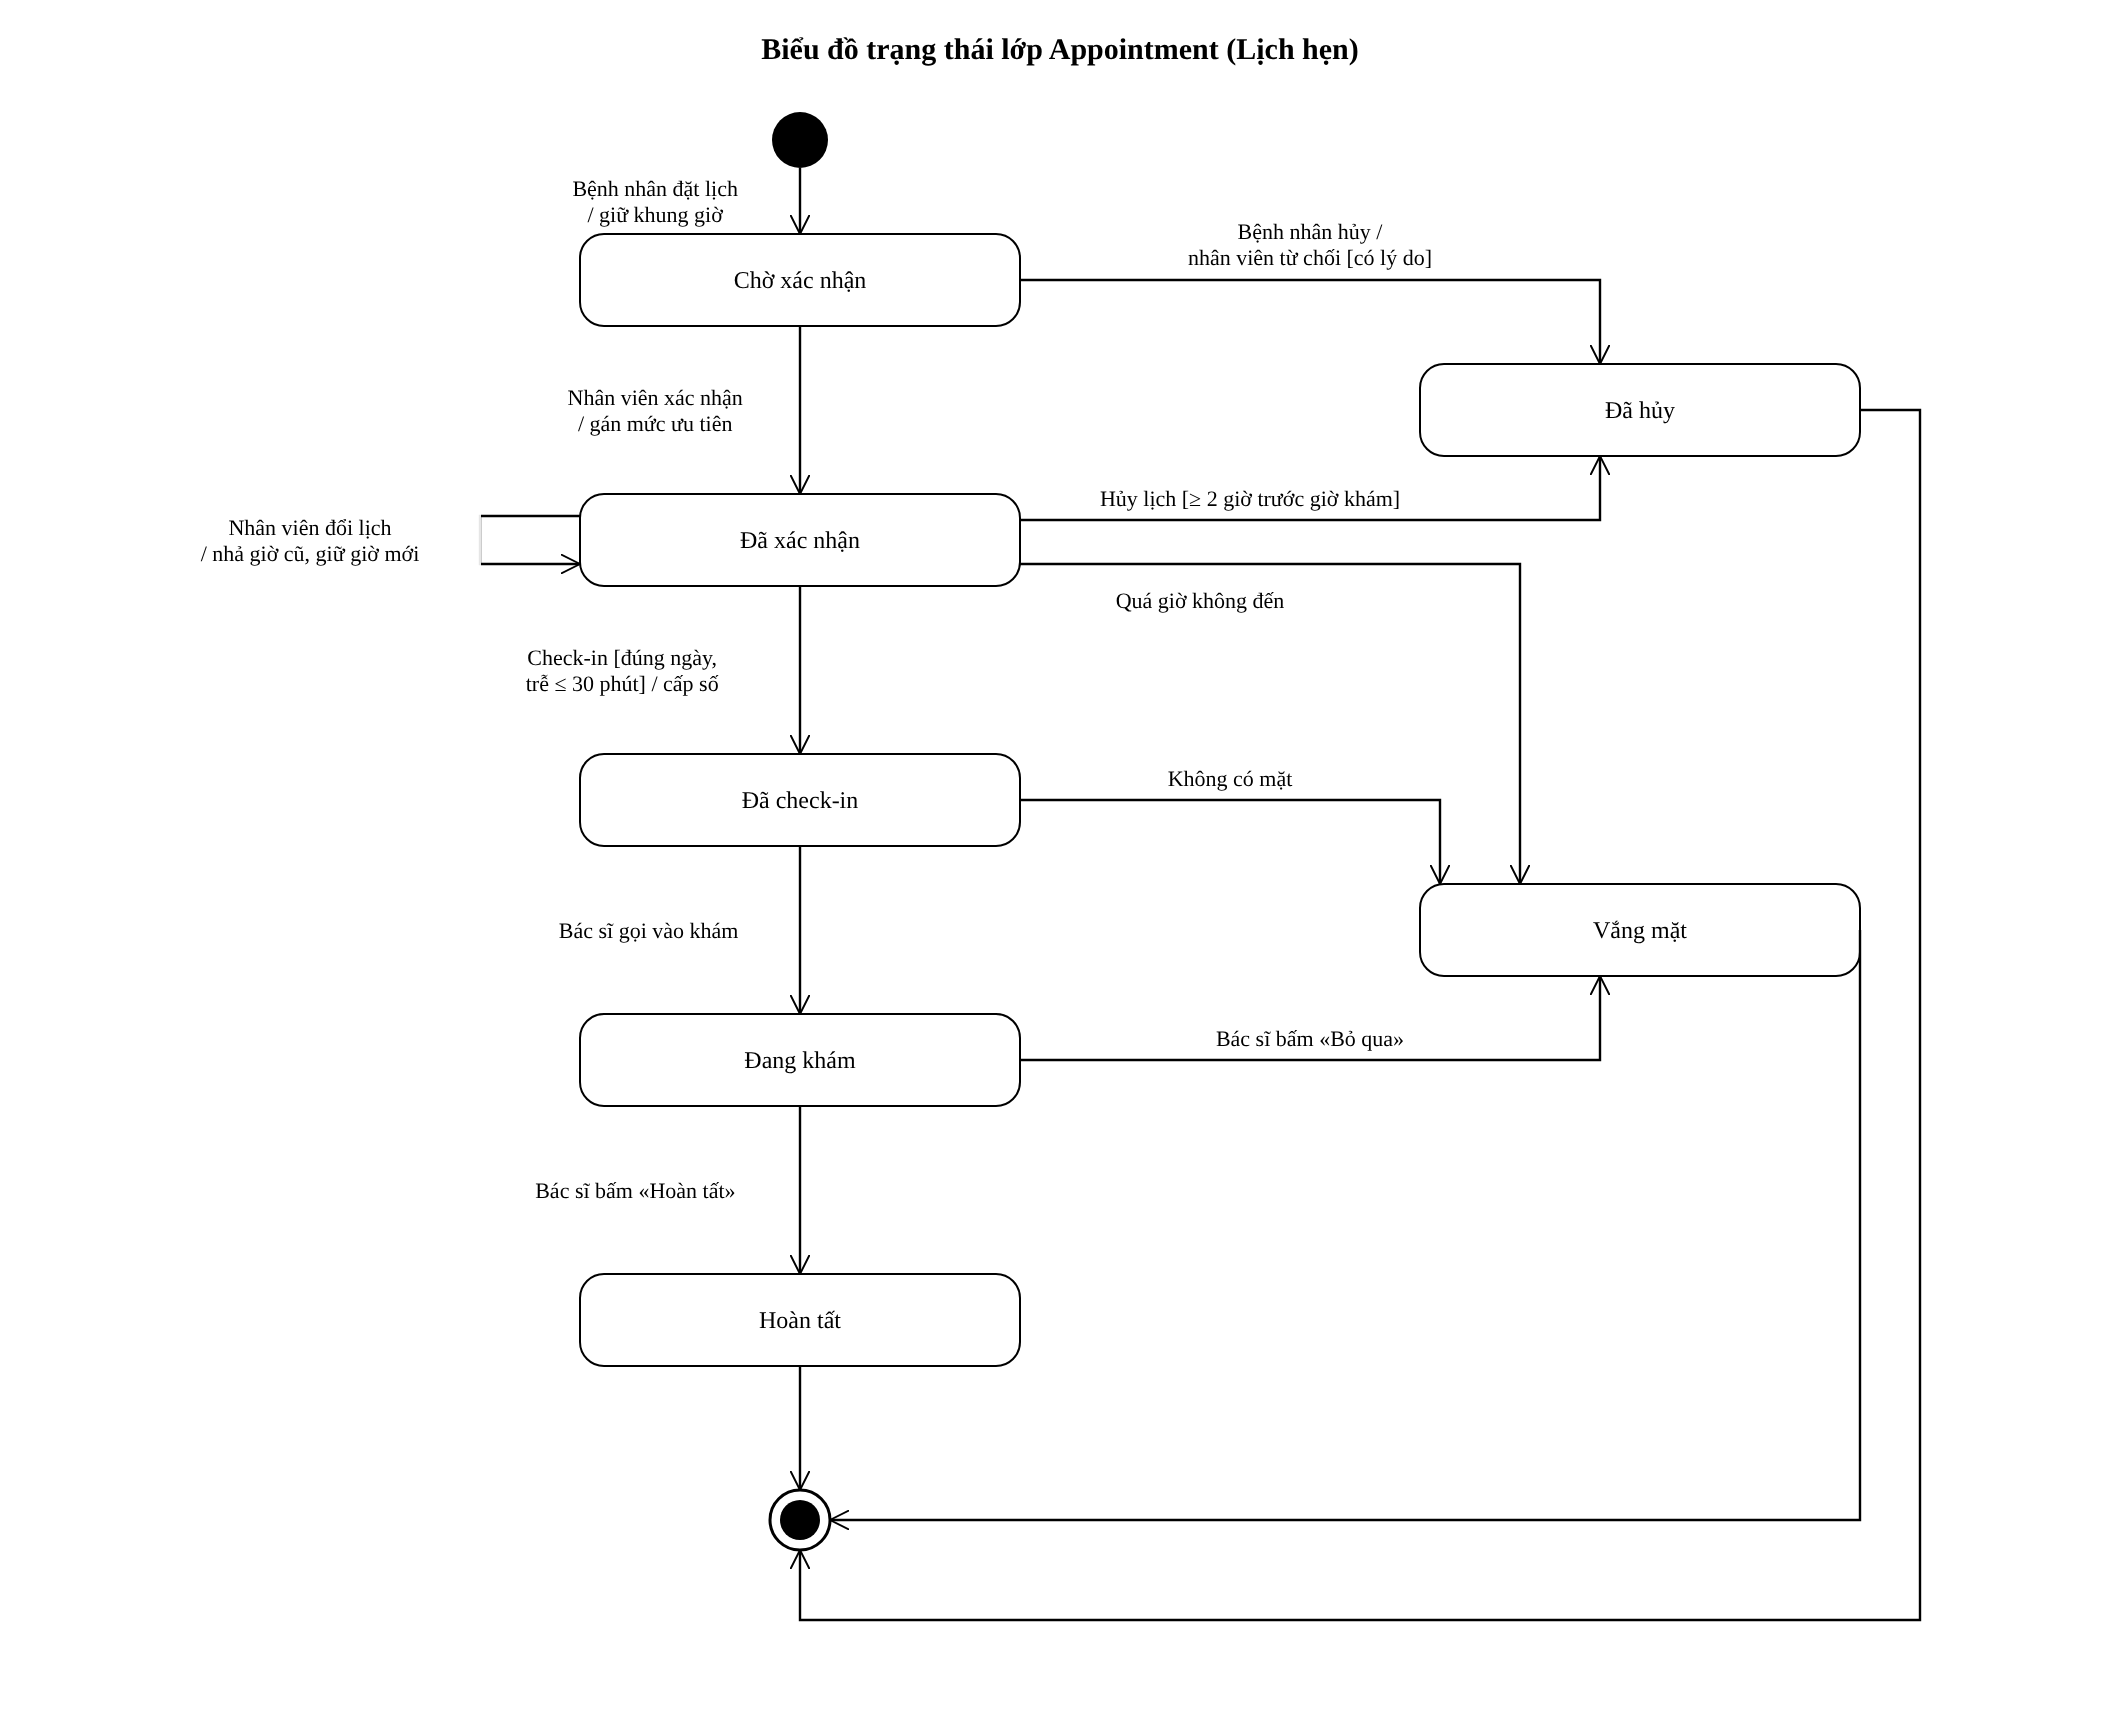 Biểu đồ trạng thái lớp Appointment (Lịch hẹn)
Bệnh nhân đặt lịch
/ giữ khung giờ
Chờ xác nhận
Bệnh nhân hủy /
nhân viên từ chối [có lý do]
Đã hủy
Nhân viên xác nhận
/ gán mức ưu tiên
Nhân viên đổi lịch
/ nhả giờ cũ, giữ giờ mới
Đã xác nhận
Hủy lịch [≥ 2 giờ trước giờ khám]
Quá giờ không đến
Check-in [đúng ngày,
trễ ≤ 30 phút] / cấp số
Đã check-in
Không có mặt
Bác sĩ gọi vào khám
Vắng mặt
Đang khám
Bác sĩ bấm «Bỏ qua»
Bác sĩ bấm «Hoàn tất»
Hoàn tất